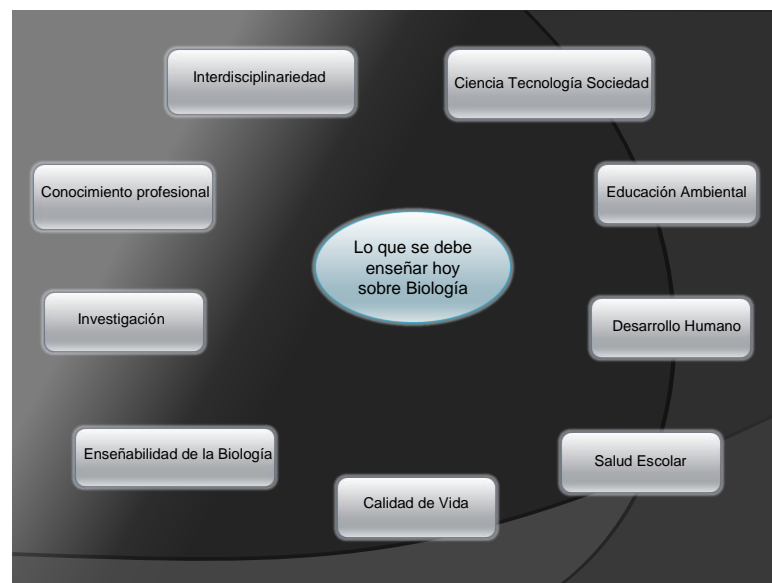 Interdisciplinariedad
Ciencia Tecnología Sociedad
Conocimiento profesional
Educación Ambiental
Lo que se debe
enseñar hoy
sobre Biología
Investigación
Desarrollo Humano
Enseñabilidad de la Biología
Salud Escolar
Calidad de Vida